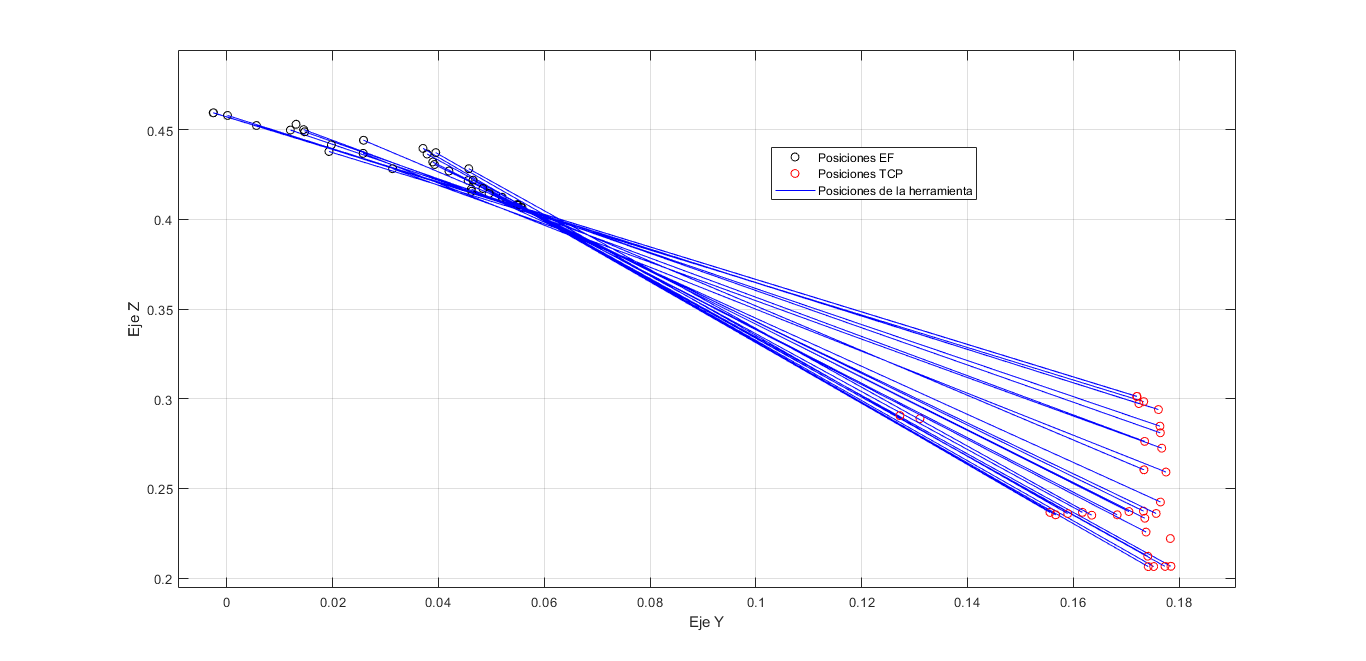 0.45
0.4
0.35
0.3
0.25
0.2
Eje Z
Posiciones EF
Posiciones TCP
Posiciones de la herramienta
0 0.02 0.04 0.06 0.08 0.1 0.12 0.14 0.16 0.18
Eje Y